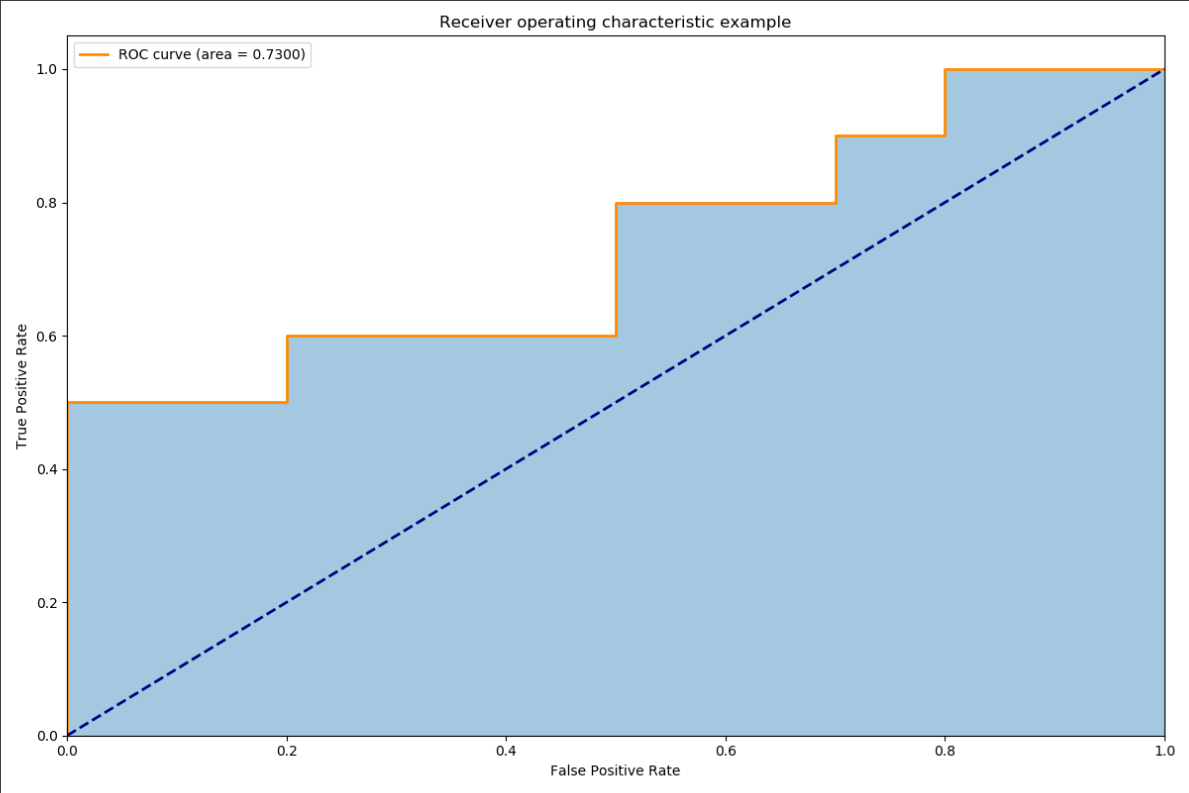 Receiver operating characteristic example
ROC curve (area = 0.7300)
1.0
0.8
0.6
0.4
0.2
0.0
True Positive Rate
0.0 0.2 0.4 0.6 0.8 1.0
False Positive Rate